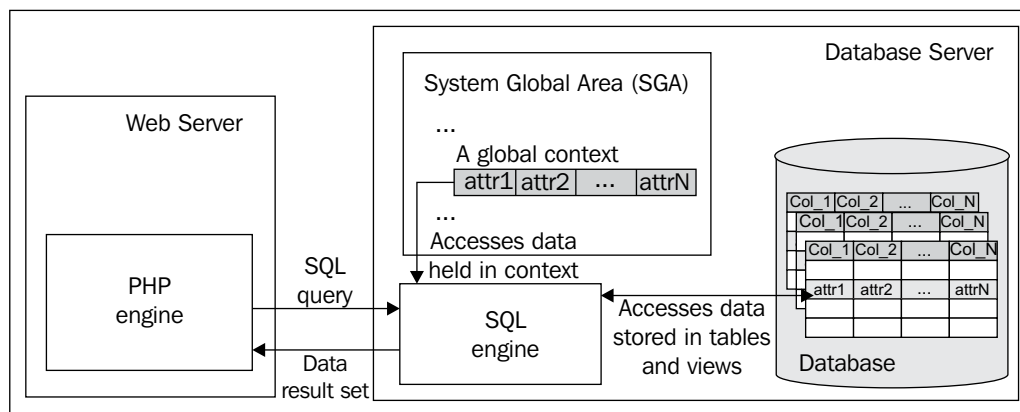 Database Server
System Global Area (SGA)
...
A global context
attr1 attr2 ... attrN
...
Accesses data
held in context
Web Server
PHP
engine
SQL
query
Data
result set
SQL
engine
Accesses data
stored in tables
and views
Col_1 Col_2 ... Col_N
Col_1 Col_2 ... Col_N
Col_1 Col_2 ... Col_N
attr1 attr2 ... attrN
Database